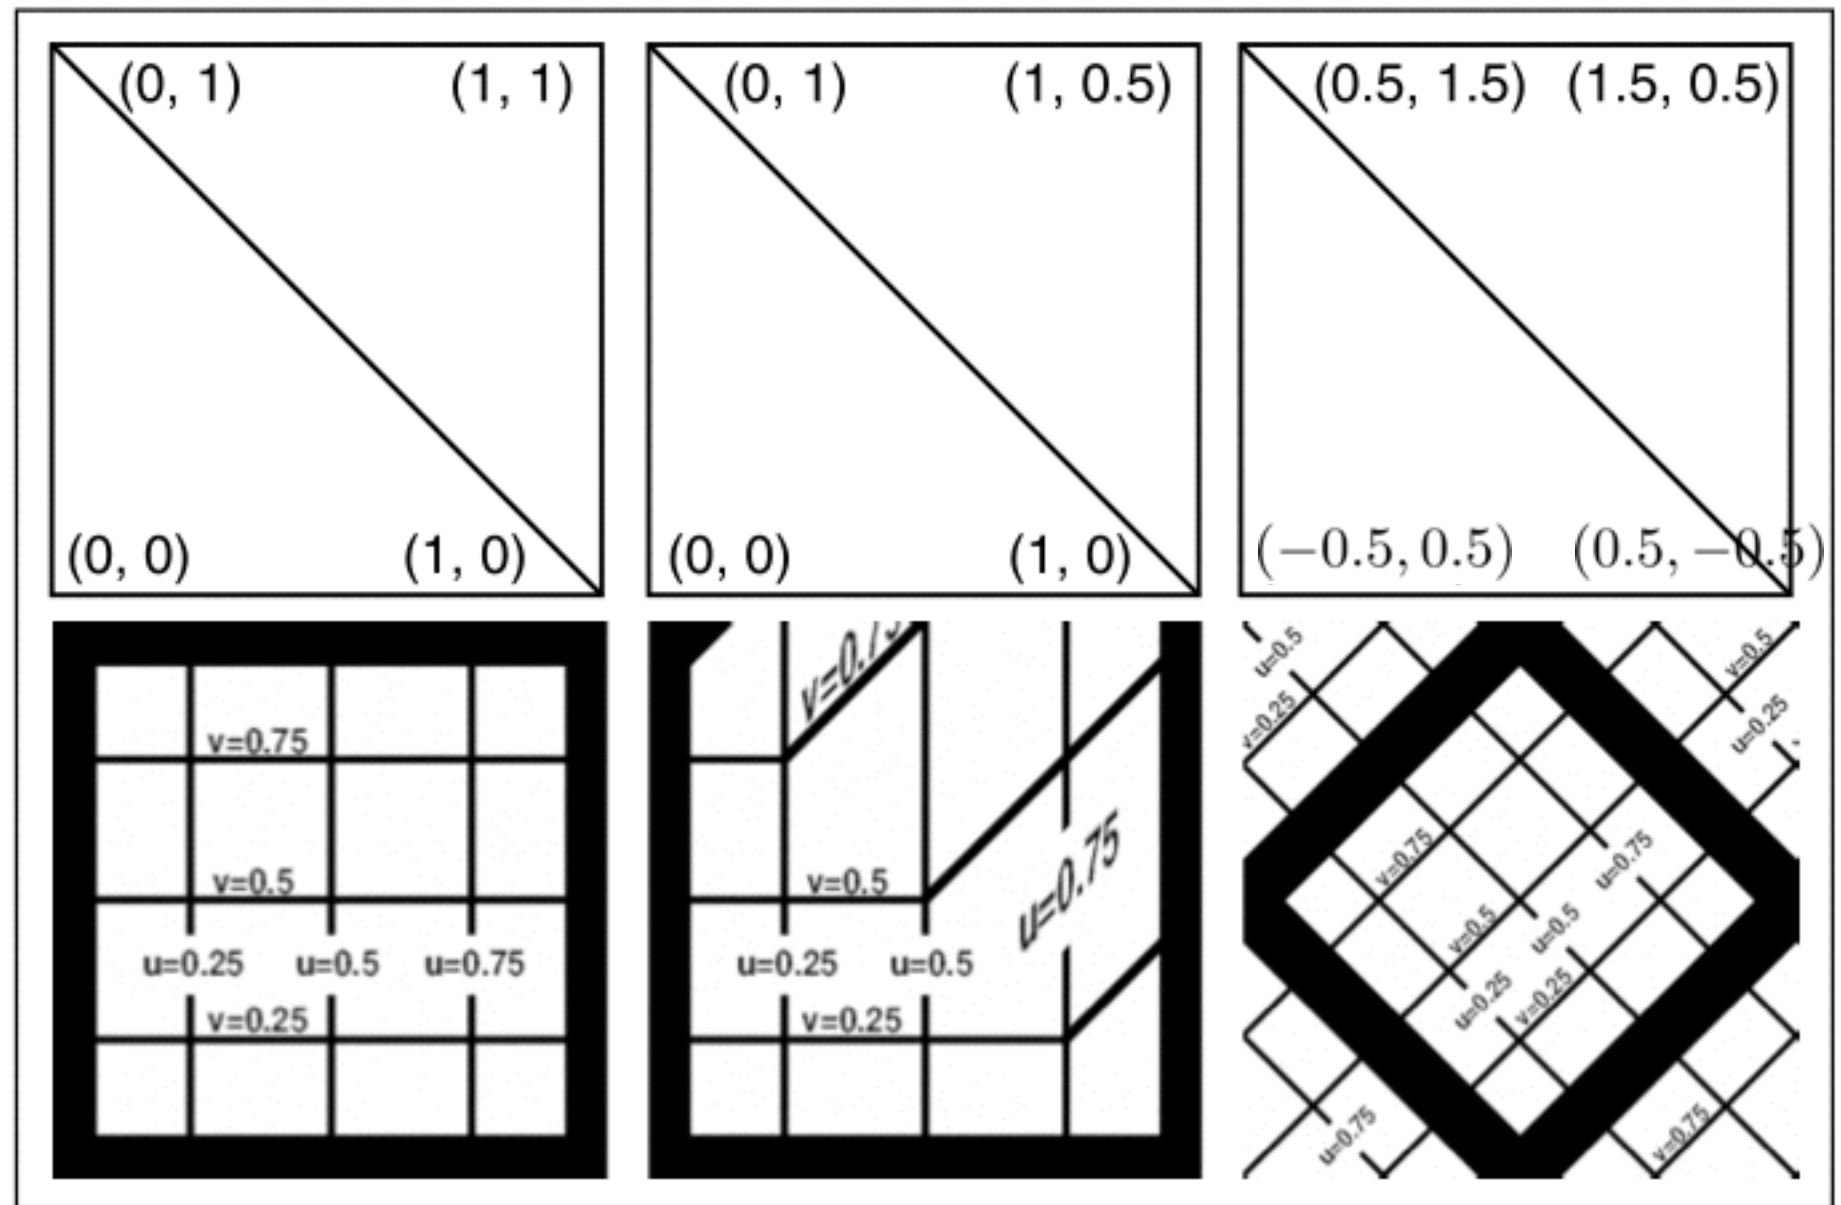 (0, 1) (1, 1)
(0, 0) (1, 0)
(0, 1) (1, 0.5)
(0, 0) (1, 0)
(0.5, 1.5) (1.5, 0.5)
(−0.5, 0.5) (0.5, −0.5)
v=0.75
v=0.5
u=0.25 u=0.5 u=0.75
v=0.25
v=0.75
u=0.75
v=0.5
u=0.25 u=0.5
v=0.25
u=0.5
v=0.25
v=0.5
u=0.25
v=0.75
u=0.75
v=0.5
u=0.5
u=0.25
v=0.25
u=0.75
v=0.75